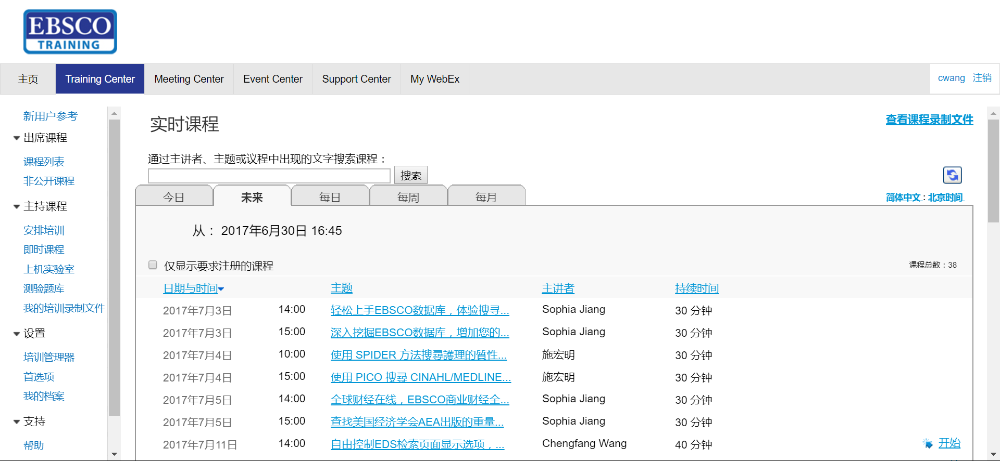 EBSCO
TRAINING
主页 Training Center Meeting Center Event Center Support Center My WebEx cwang 注销
新用户参考
出席课程
课程列表
非公开课程
主持课程
安排培训
即时课程
上机实验室
测验题库
我的培训录制文件
设置
培训管理器
首选项
我的档案
支持
帮助
实时课程
查看课程录制文件
通过主讲者、主题或议程中出现的文字搜索课程：
搜索
今日 未来 每日 每周 每月
简体中文 : 北京时间
从： 2017年6月30日 16:45
仅显示要求注册的课程
课程总数：38
日期与时间 主题 主讲者 持续时间
2017年7月3日 14:00 轻松上手EBSCO数据库，体验搜寻... Sophia Jiang 30 分钟
2017年7月3日 15:00 深入挖掘EBSCO数据库，增加您的... Sophia Jiang 30 分钟
2017年7月4日 10:00 使用 SPIDER 方法搜尋護理的質性... 施宏明 30 分钟
2017年7月4日 15:00 使用 PICO 搜尋 CINAHL/MEDLINE... 施宏明 30 分钟
2017年7月5日 14:00 全球财经在线，EBSCO商业财经全... Sophia Jiang 30 分钟
2017年7月5日 15:00 查找美国经济学会AEA出版的重量... Sophia Jiang 30 分钟
2017年7月11日 14:00 自由控制EDS检索页面显示选项，... Chengfang Wang 40 分钟 开始